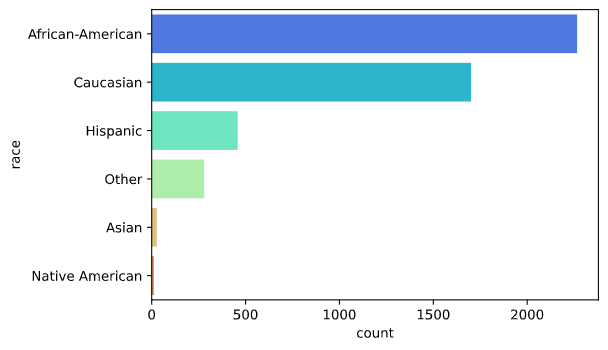 African-American
Caucasian
Hispanic
Other
Asian
Native American
race
0 500 1000 1500 2000
count